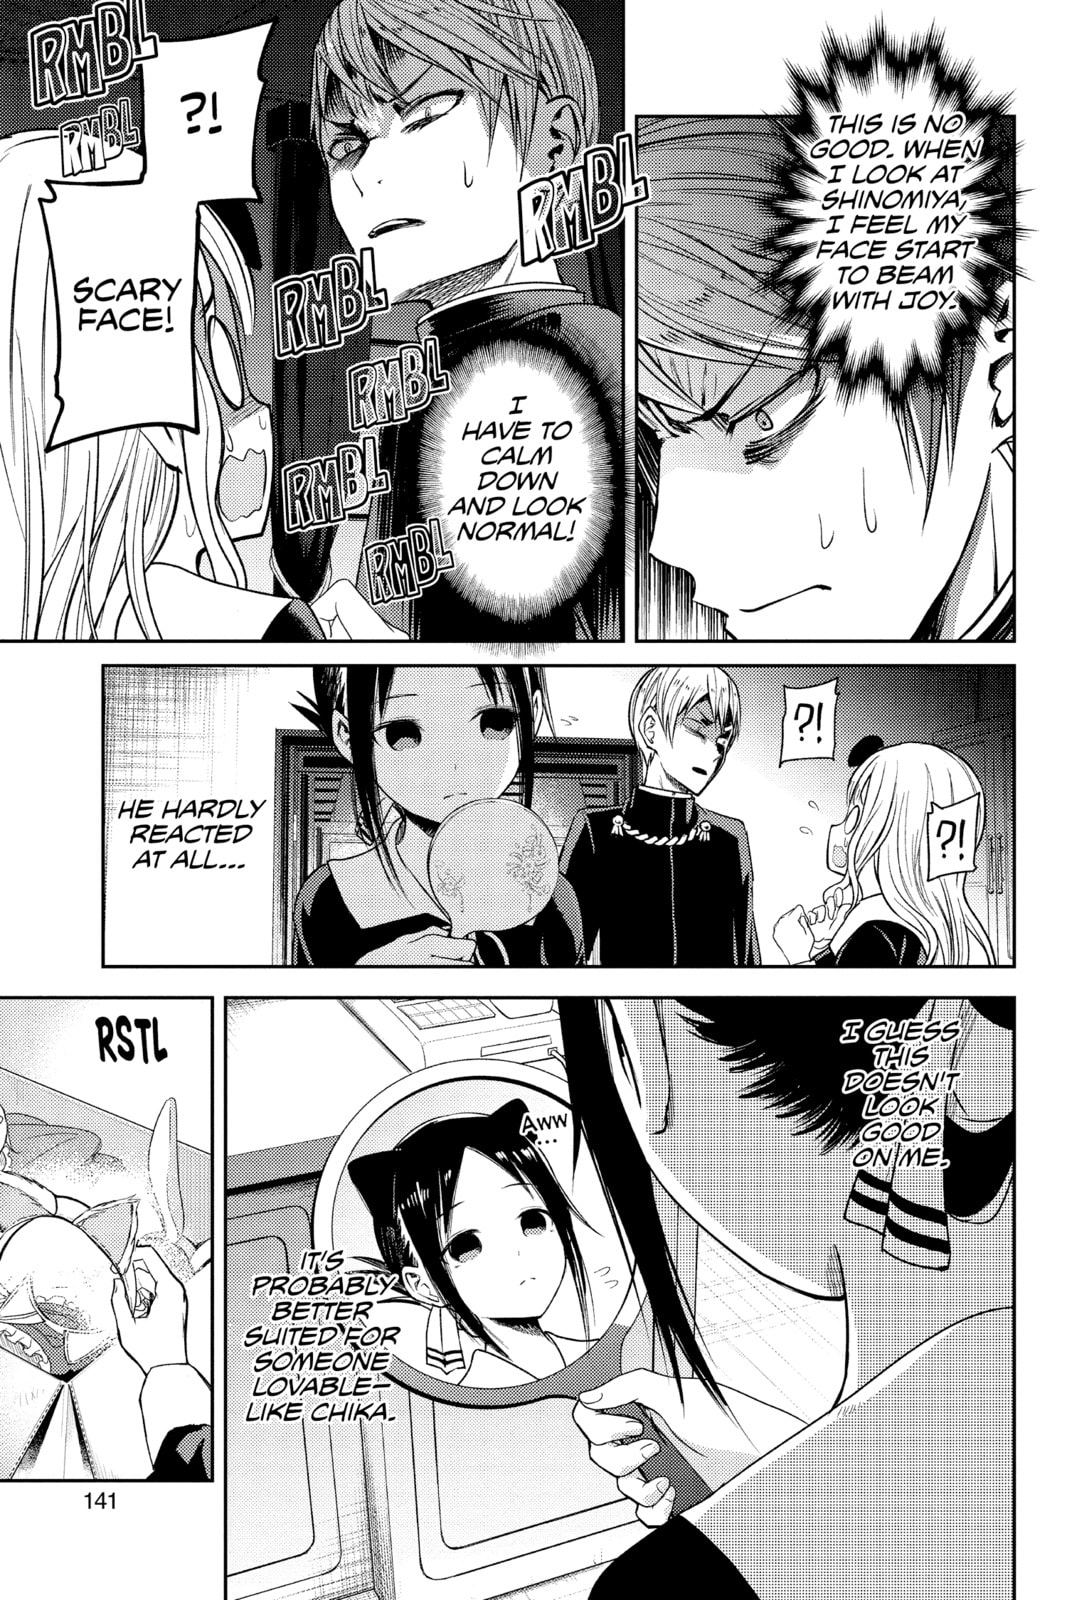 THIS IS NO
GOOD. WHEN
I LOOK AT
SHINOMIYA,
I FEEL MY
FACE START
TO BEAM
WITH JOY.
RMBL
RMBL
?!
SCARY
FACE!
RMBL
RMBL
RMBL
RMBL
RMBL
I
HAVE TO
CALM
DOWN
AND LOOK
NORMAL!
?!
?!
HE HARDLY
REACTED
AT ALL...
I GUESS
THIS
DOESN'T
LOOK
GOOD
ON ME.
AWW
....
IT'S
PROBABLY
BETTER
SUITED FOR
SOMEONE
LOVABLE—
LIKE CHIKA.
RSTL
141